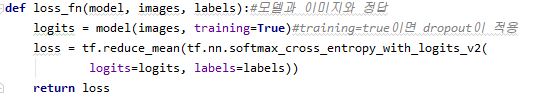 def loss_fn(model, images, labels):#모델과 이미지와 정답
    logits = model(images, training=True)#training=true이면 dropout이 적용
    loss = tf.reduce_mean(tf.nn.softmax_cross_entropy_with_logits_v2(
            logits=logits, labels=labels))
    return loss